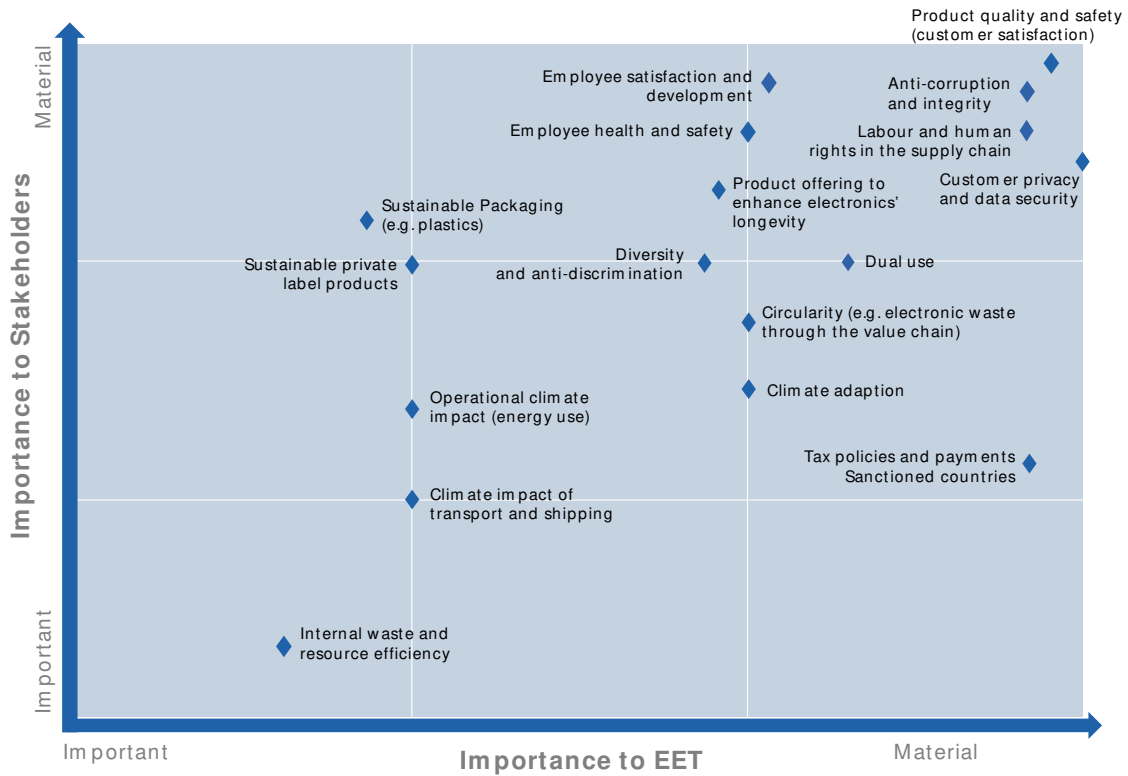 Product quality and safety
(customer satisfaction)
Material
Employee satisfaction and
development
Anti-corruption
and integrity
Employee health and safety
Labour and human
rights in the supply chain
Customer privacy
and data security
Product offering to
enhance electronics'
longevity
Sustainable Packaging
(e.g. plastics)
Sustainable private
label products
Diversity
and anti-discrimination
Dual use
Circularity (e.g. electronic waste
through the value chain)
Importance to Stakeholders
Climate adaption
Operational climate
impact (energy use)
Tax policies and payments
Sanctioned countries
Climate impact of
transport and shipping
Internal waste and
resource efficiency
Important
Important
Importance to EET
Material